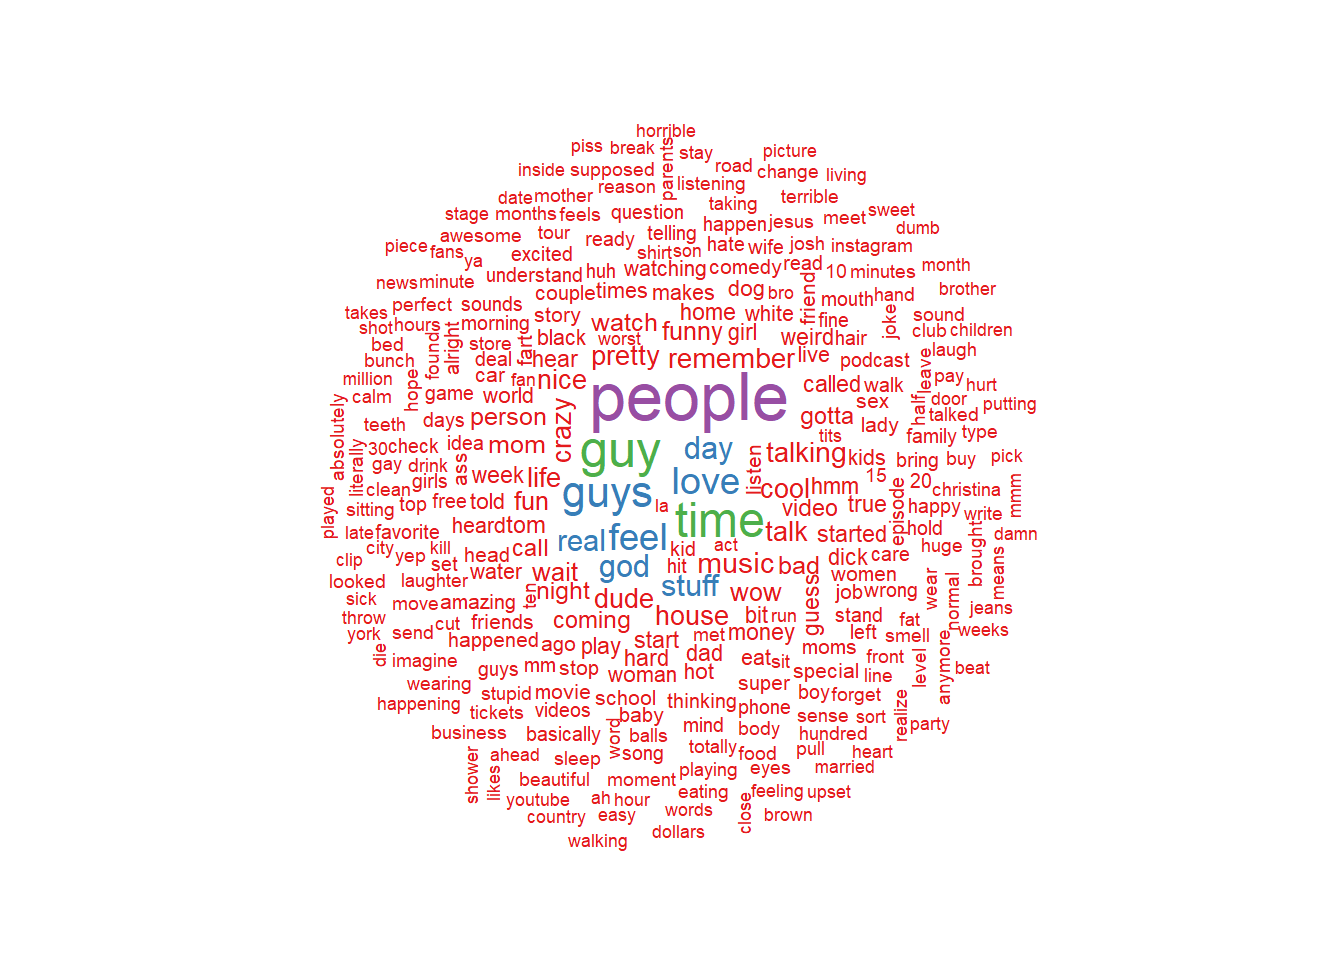 horrible
piss break stay picture
inside supposed parents road change living
date mother reason listening taking terrible
stage months feels question happen jesus meet sweet
piece fans awesome tour ready telling hate wife josh instagram dumb
ya excited shirt son
news minute understand huh watching comedy read 10 minutes month
takes perfect sounds couple times makes dog bro friend mouth hand brother
shot hours morning story watch home white fine joke sound
bed found alright store black worst funny girl weird hair club children
bunch deal fart hear pretty remember live podcast leave laugh
million hope car fan nice called walk pay hurt
calm game world people sex half door putting
absolutely teeth days person crazy gotta lady talked
30 check idea mom guy day tits family type
literally gay drink ass talking kids bring buy pick
clean girls week life listen love cool hmm 15 20 christina mmm
played sitting top free told fun guys la video true episode happy write
late favorite heard tom time talk started hold damn
clip city yep kill head call real feel kid act dick care huge brought
looked laughter set water wait god hit music bad women means
sick move amazing ten night stuff wow guess job wrong wear normal jeans
throw cut friends dude house bit run stand fat
york send happened coming start met money left smell weeks
die imagine ago play hard dad moms front level anymore beat
guys mm stop woman hot eat sit special line
wearing stupid movie school thinking super boy forget
happening tickets videos baby mind phone sense sort realize party
business basically word balls body hundred
shower ahead sleep song totally food pull heart
likes beautiful moment playing eyes married
youtube ah hour eating close feeling upset
country easy words brown
walking dollars